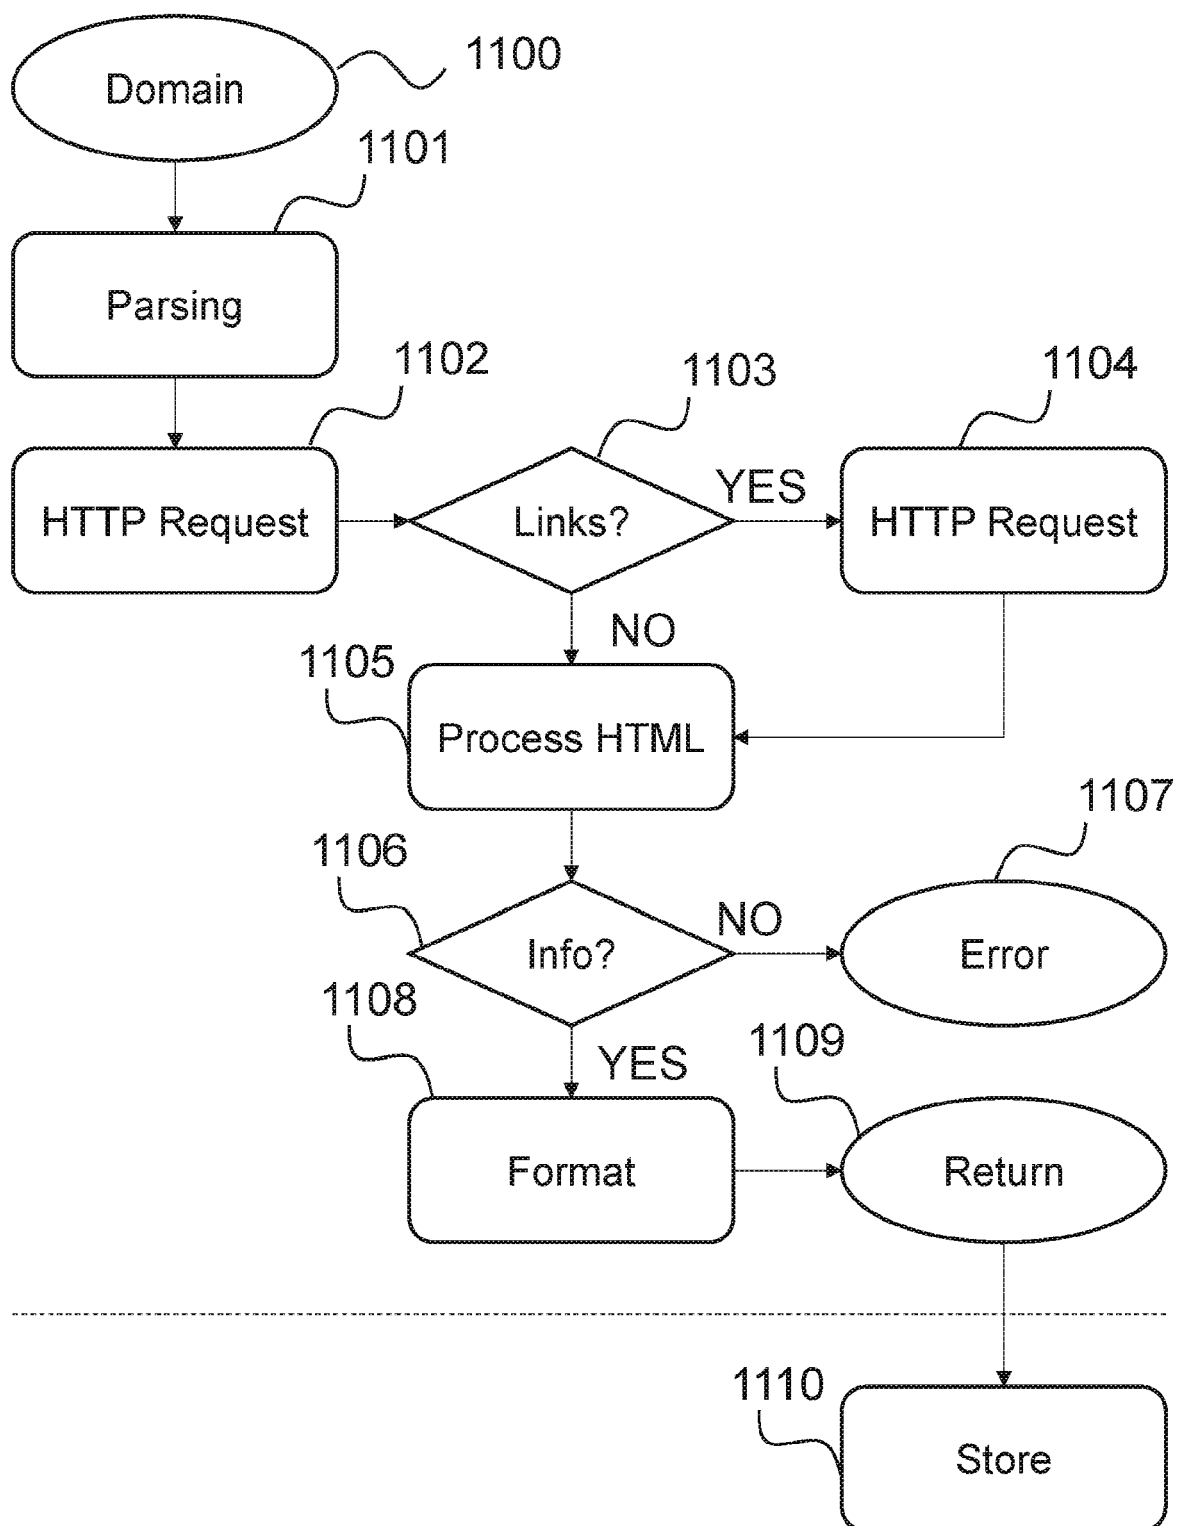 1100
Domain
1101
Parsing
1102
1103
1104
HTTP Request
Links?
YES
HTTP Request
NO
1105
Process HTML
1107
1106
Info?
NO
Error
1108
YES
1109
Format
Return
1110
Store